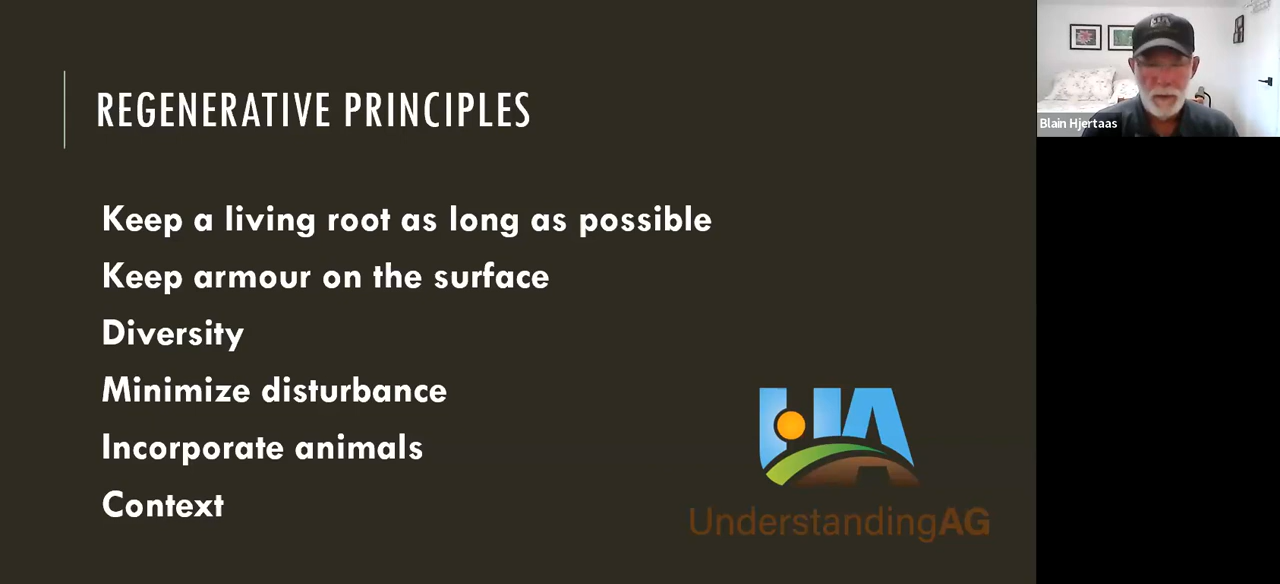 REGENERATIVE PRINCIPLES
Keep a living root as long as possible
Keep armour on the surface
Diversity
Minimize disturbance
Incorporate animals
Context
UA
UnderstandingAG
Blain Hjertaas